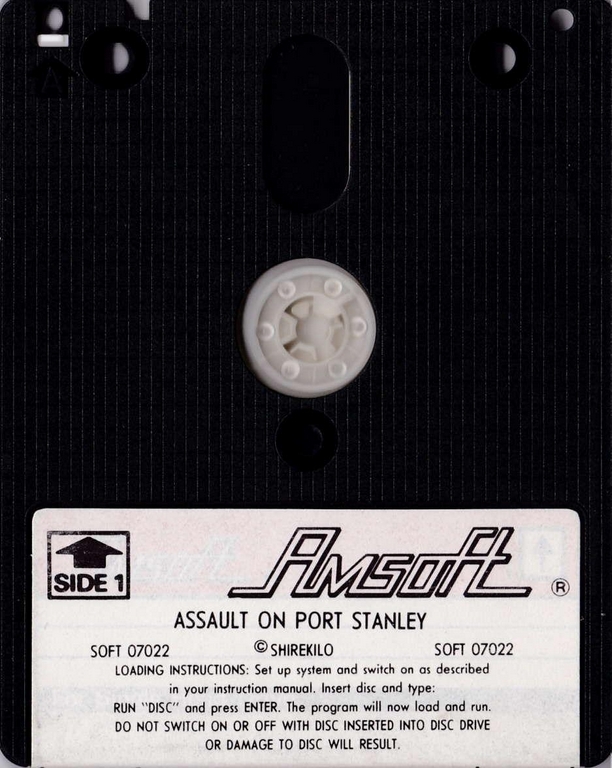 A
SIDE 1
Amsoft ®
ASSAULT ON PORT STANLEY
SOFT 07022 © SHIREKILO SOFT 07022
LOADING INSTRUCTIONS: Set up system and switch on as described
in your instruction manual. Insert disc and type:
RUN "DISC" and press ENTER. The program will now load and run.
DO NOT SWITCH ON OR OFF WITH DISC INSERTED INTO DISC DRIVE
OR DAMAGE TO DISC WILL RESULT.